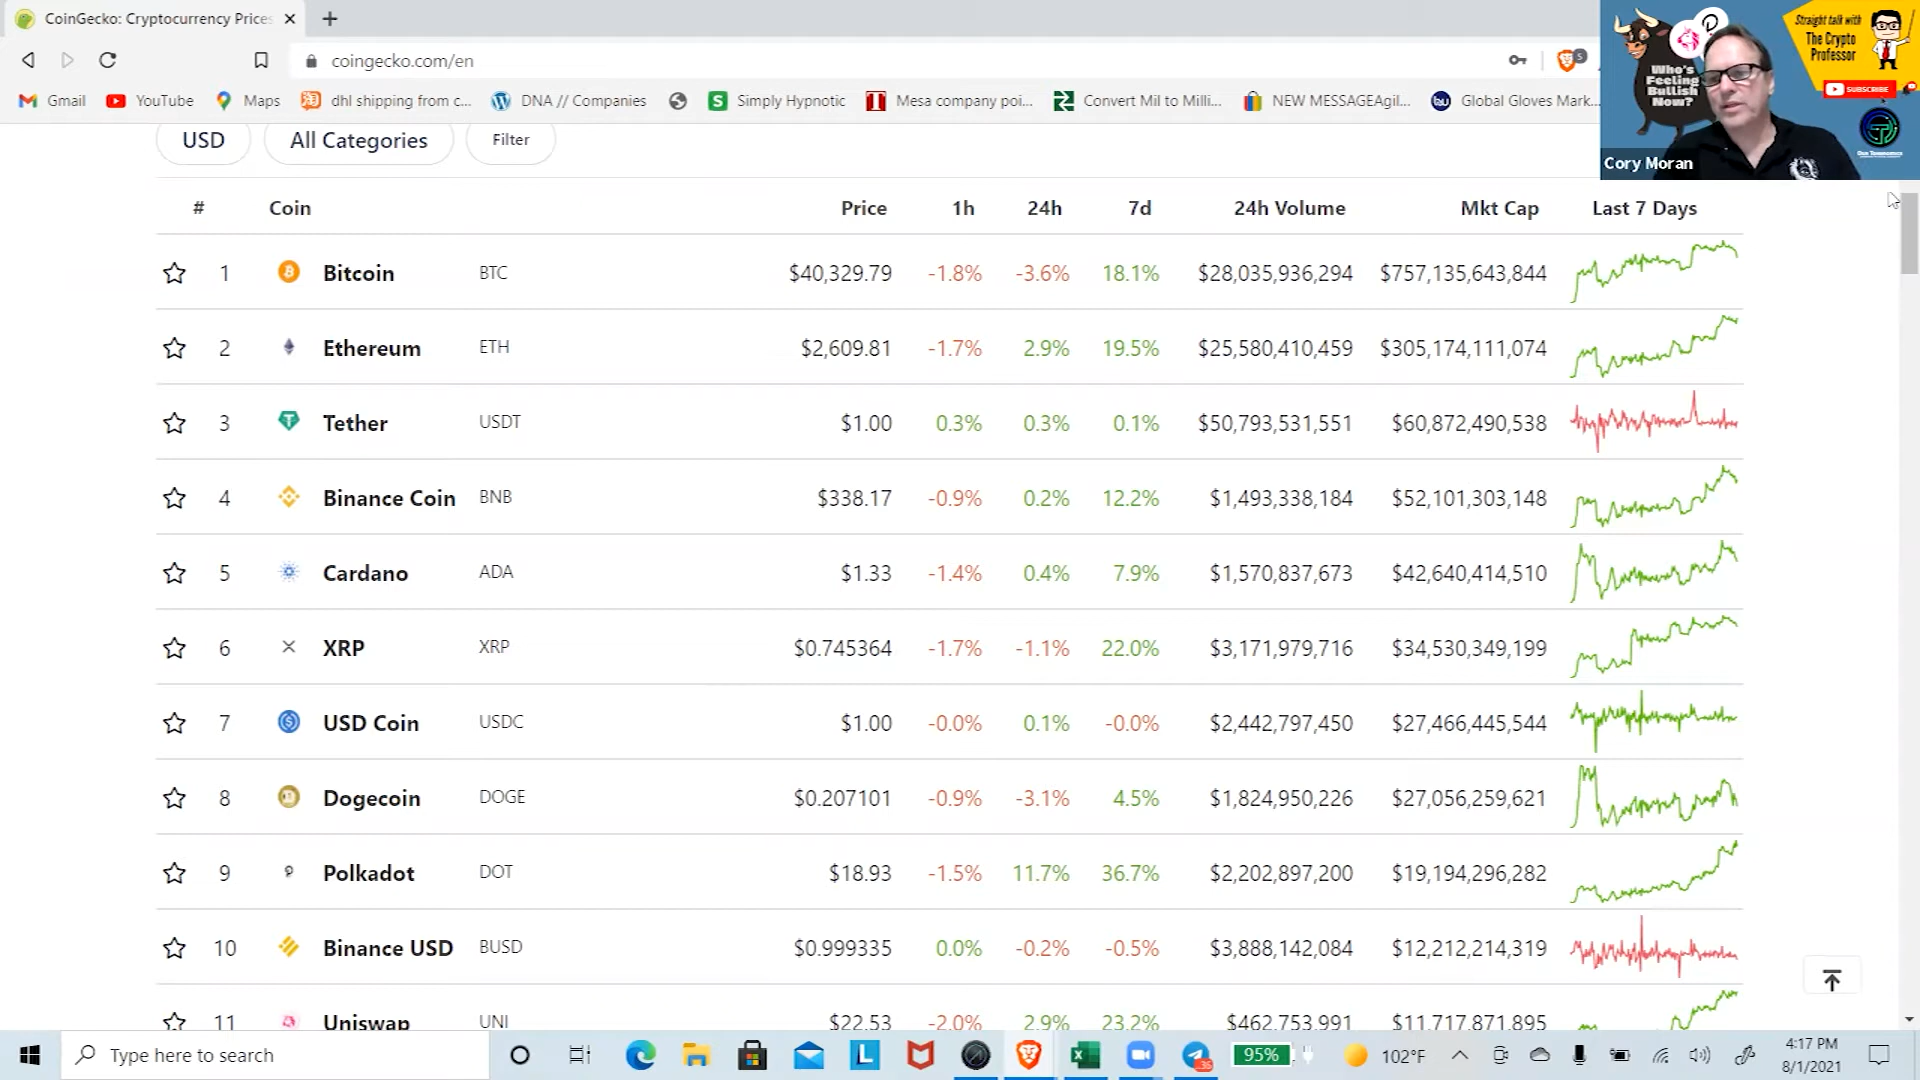 CoinGecko: Cryptocurrency Prices
coingecko.com/en
Gmail YouTube Maps dhl shipping from c... DNA // Companies Simply Hypnotic Mesa company poi... Convert Mil to Milli... NEW MESSAGEAgil... Global Gloves Mark...
Who's
Feeling
Bullish
Now?
Straight talk with
The Crypto
Professor
SUBSCRIBE
Cory Moran
USD All Categories Filter
# Coin Price 1h 24h 7d 24h Volume Mkt Cap Last 7 Days
1 Bitcoin BTC $40,329.79 -1.8% -3.6% 18.1% $28,035,936,294 $757,135,643,844
2 Ethereum ETH $2,609.81 -1.7% 2.9% 19.5% $25,580,410,459 $305,174,111,074
3 Tether USDT $1.00 0.3% 0.3% 0.1% $50,793,531,551 $60,872,490,538
4 Binance Coin BNB $338.17 -0.9% 0.2% 12.2% $1,493,338,184 $52,101,303,148
5 Cardano ADA $1.33 -1.4% 0.4% 7.9% $1,570,837,673 $42,640,414,510
6 XRP XRP $0.745364 -1.7% -1.1% 22.0% $3,171,979,716 $34,530,349,199
7 USD Coin USDC $1.00 -0.0% 0.1% -0.0% $2,442,797,450 $27,466,445,544
8 Dogecoin DOGE $0.207101 -0.9% -3.1% 4.5% $1,824,950,226 $27,056,259,621
9 Polkadot DOT $18.93 -1.5% 11.7% 36.7% $2,202,897,200 $19,194,296,282
10 Binance USD BUSD $0.999335 0.0% -0.2% -0.5% $3,888,142,084 $12,212,214,319
11 Uniswap UNI $22.53 -2.0% 2.9% 23.2% $462,753,991 $11,717,871,895
Type here to search 95% 102°F 4:17 PM
8/1/2021